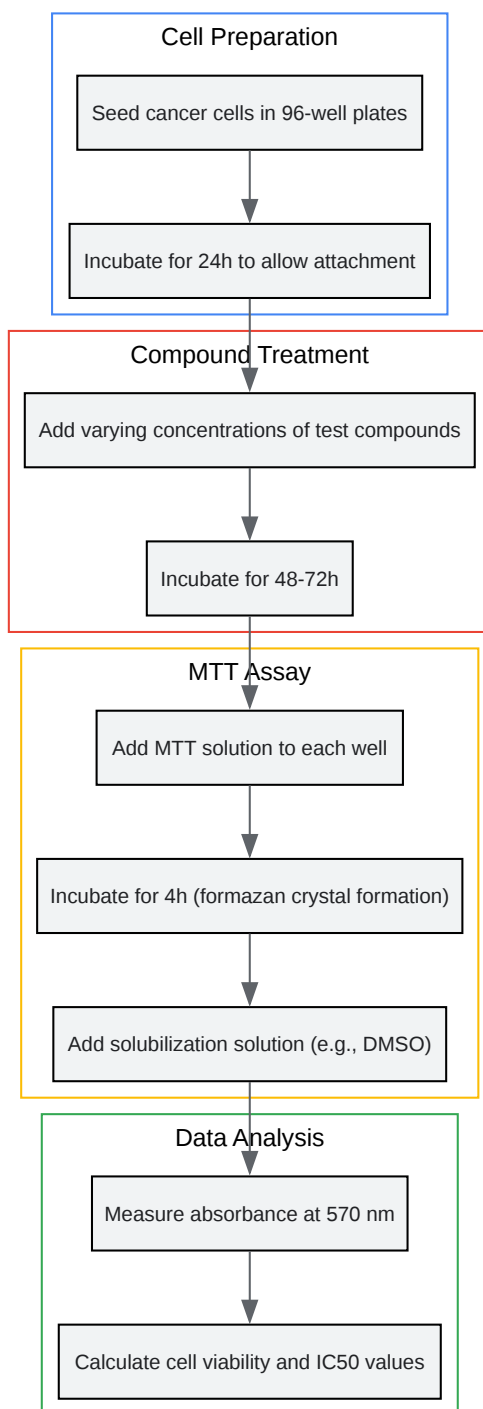 Cell Preparation
Seed cancer cells in 96-well plates
Incubate for 24h to allow attachment
Compound Treatment
Add varying concentrations of test compounds
Incubate for 48-72h
MTT Assay
Add MTT solution to each well
Incubate for 4h (formazan crystal formation)
Add solubilization solution (e.g., DMSO)
Data Analysis
Measure absorbance at 570 nm
Calculate cell viability and IC50 values